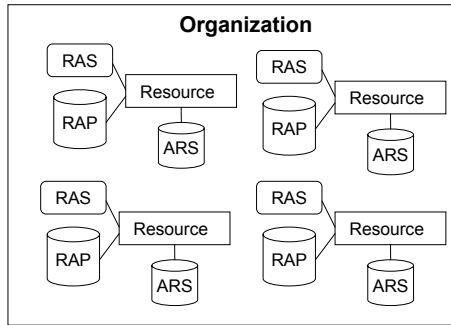 Organization
RAS
Resource
RAP
ARS
RAS
Resource
RAP
ARS
RAS
Resource
RAP
ARS
RAS
Resource
RAP
ARS